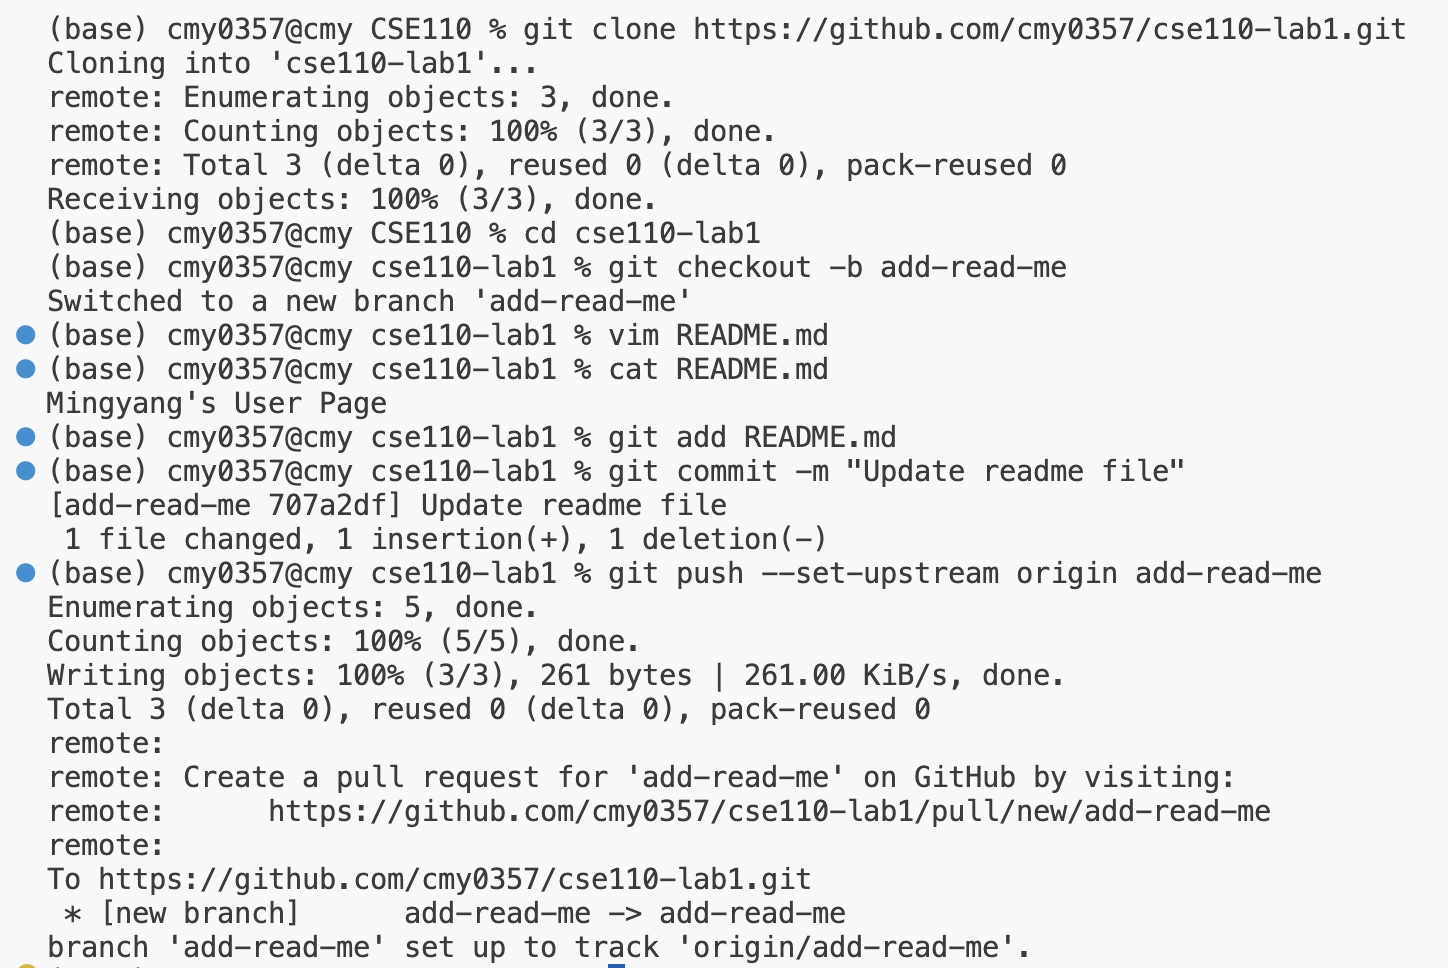 (base) cmy0357@cmy CSE110 % git clone https://github.com/cmy0357/cse110-lab1.git
Cloning into 'cse110-lab1'...
remote: Enumerating objects: 3, done.
remote: Counting objects: 100% (3/3), done.
remote: Total 3 (delta 0), reused 0 (delta 0), pack-reused 0
Receiving objects: 100% (3/3), done.
(base) cmy0357@cmy CSE110 % cd cse110-lab1
(base) cmy0357@cmy cse110-lab1 % git checkout -b add-read-me
Switched to a new branch 'add-read-me'
(base) cmy0357@cmy cse110-lab1 % vim README.md
(base) cmy0357@cmy cse110-lab1 % cat README.md
Mingyang's User Page
(base) cmy0357@cmy cse110-lab1 % git add README.md
(base) cmy0357@cmy cse110-lab1 % git commit -m "Update readme file"
[add-read-me 707a2df] Update readme file
 1 file changed, 1 insertion(+), 1 deletion(-)
(base) cmy0357@cmy cse110-lab1 % git push --set-upstream origin add-read-me
Enumerating objects: 5, done.
Counting objects: 100% (5/5), done.
Writing objects: 100% (3/3), 261 bytes | 261.00 KiB/s, done.
Total 3 (delta 0), reused 0 (delta 0), pack-reused 0
remote:
remote: Create a pull request for 'add-read-me' on GitHub by visiting:
remote:      https://github.com/cmy0357/cse110-lab1/pull/new/add-read-me
remote:
To https://github.com/cmy0357/cse110-lab1.git
 * [new branch]      add-read-me -> add-read-me
branch 'add-read-me' set up to track 'origin/add-read-me'.